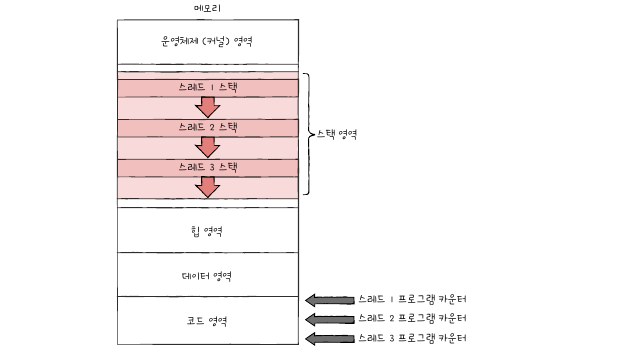 메모리
운영체제 (커널) 영역
스레드 1 스택
스레드 2 스택
스레드 3 스택
스택 영역
힙 영역
데이터 영역
코드 영역
스레드 1 프로그램 카운터
스레드 2 프로그램 카운터
스레드 3 프로그램 카운터